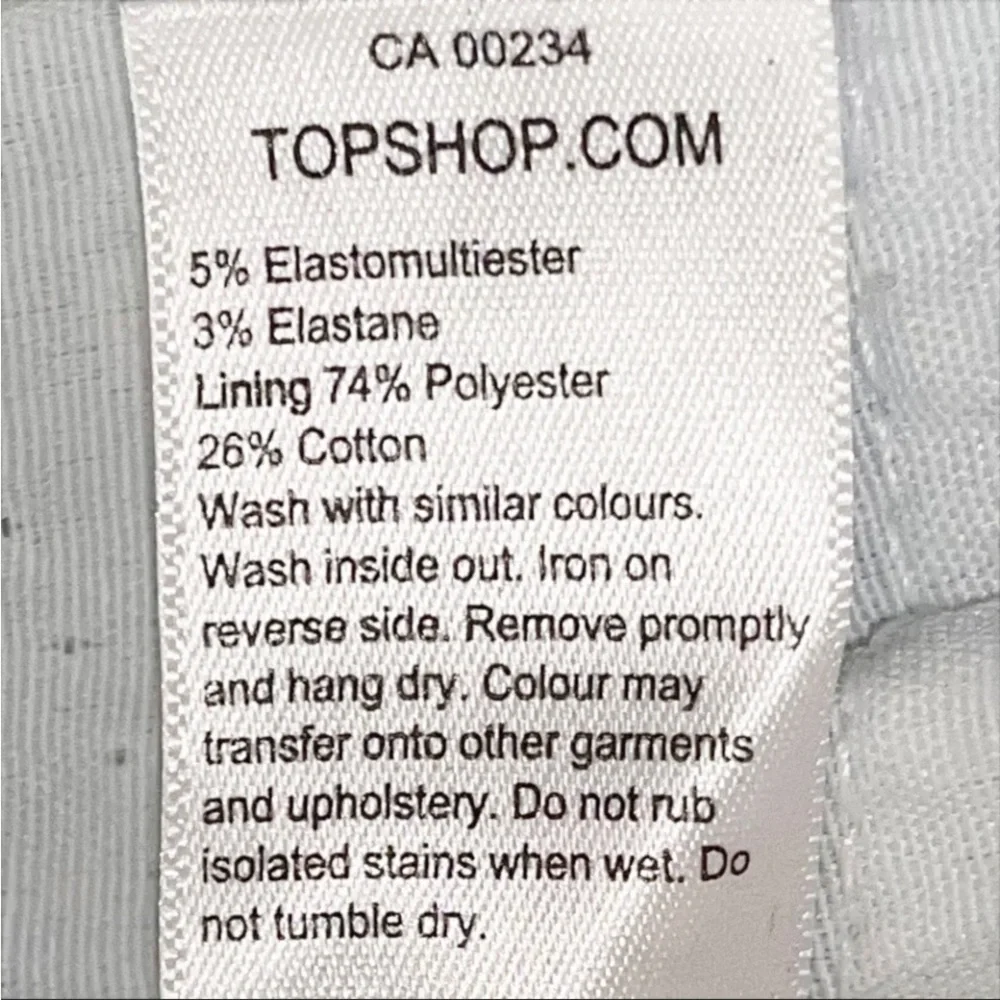 CA 00234
TOPSHOP.COM
5% Elastomultiester
3% Elastane
Lining 74% Polyester
26% Cotton
Wash with similar colours.
Wash inside out. Iron on
reverse side. Remove promptly
and hang dry. Colour may
transfer onto other garments
and upholstery. Do not rub
isolated stains when wet. Do
not tumble dry.